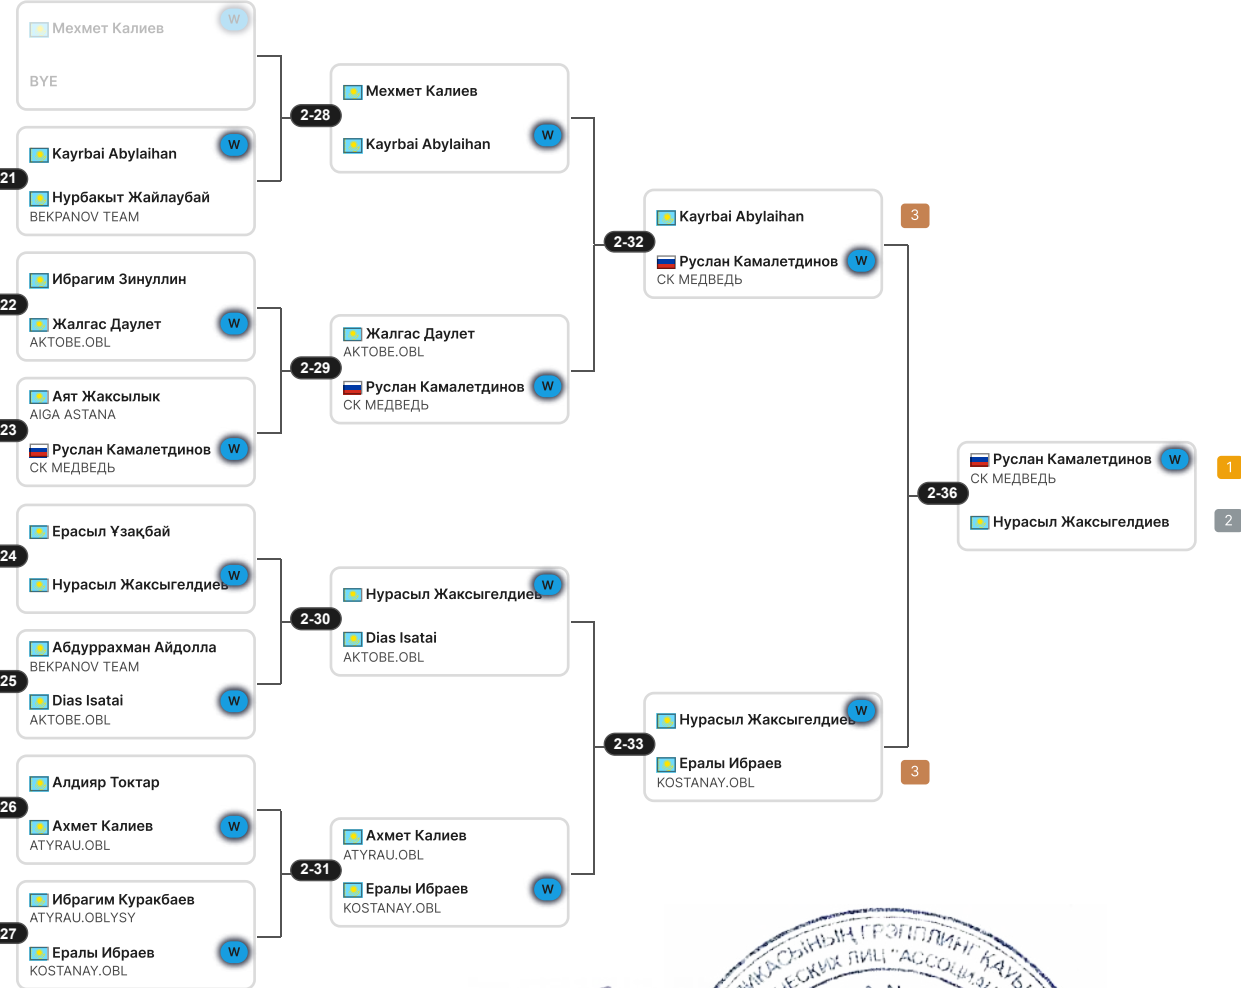 Мехмет Калиев
W
BYE
21
Kayrbai Abylaihan
W
Нурбакыт Жайлаубай
BEKPANOV TEAM
22
Ибрагим Зинуллин
Жалгас Даулет
W
AKTOBE.OBL
23
Аят Жаксылык
AIGA ASTANA
Руслан Камалетдинов
W
СК МЕДВЕДЬ
24
Ерасыл Ұзақбай
Нурасыл Жаксыгелдиев
W
25
Абдуррахман Айдолла
BEKPANOV TEAM
Dias Isatai
W
AKTOBE.OBL
26
Алдияр Токтар
Ахмет Калиев
W
ATYRAU.OBL
27
Ибрагим Куракбаев
ATYRAU.OBLYSY
Ералы Ибраев
W
KOSTANAY.OBL
2-28
Мехмет Калиев
Kayrbai Abylaihan
W
2-29
Жалгас Даулет
AKTOBE.OBL
Руслан Камалетдинов
W
СК МЕДВЕДЬ
2-30
Нурасыл Жаксыгелдиев
W
Dias Isatai
AKTOBE.OBL
2-31
Ахмет Калиев
ATYRAU.OBL
Ералы Ибраев
W
KOSTANAY.OBL
2-32
Kayrbai Abylaihan
3
Руслан Камалетдинов
W
СК МЕДВЕДЬ
2-33
Нурасыл Жаксыгелдиев
W
Ералы Ибраев
KOSTANAY.OBL
3
2-36
Руслан Камалетдинов
W
СК МЕДВЕДЬ
1
Нурасыл Жаксыгелдиев
2
ГРЭППЛИНГ
ЛИЦ